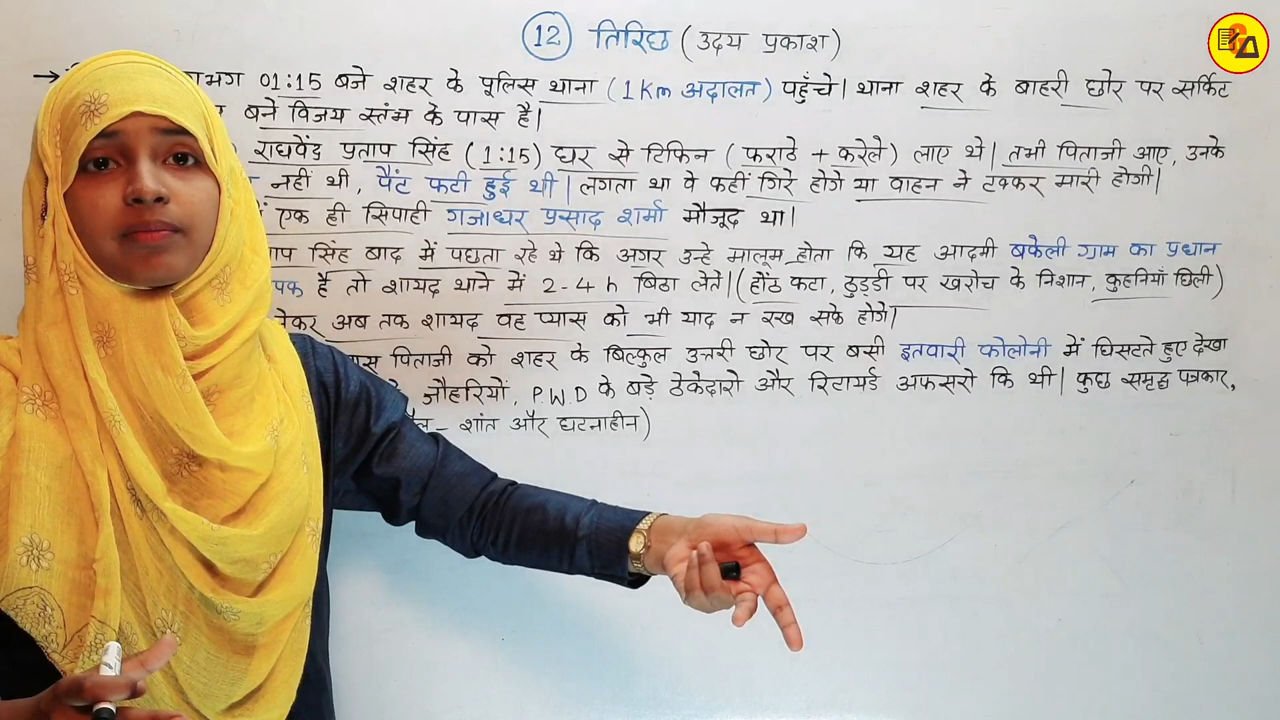 12 तिरिछ (उदय प्रकाश)
→ 01:15 बजे शहर के पूलिस थाना (1 Km अदालत) पहुँचे। थाना शहर के बाहरी छोर पर सर्किट
बने विजय स्तंभ के पास है।
राघवेंद्र प्रताप सिंह (1:15) घर से टिफिन (फराठे + करेले) लाए थे। तभी पिताजी आए, उनके
नहीं थी, पैंट फटी हुई थी। लगता था वे कहीं गिरे होगे या वाहन ने टक्कर मारी होगी।
एक ही सिपाही गजाधर प्रसाद शर्मा मौजूद था।
सिंह बाद में पछता रहे थे कि अगर उन्हे मालूम होता कि यह आदमी बकेली ग्राम का प्रधान
है तो शायद थाने में 2-4 h बिठा लेते। (होंठ कटा, ठुड्डी पर खरोच के निशान, कुहनियाँ छिली)
अब तक शायद वह प्यास को भी याद न रख सके होगे।
पिताजी को शहर के बिल्कुल उत्तरी छोर पर बसी इतवारी कोलोनी में घिसटते हुए देखा
जौहरियों, P.W.D के बड़े ठेकेदारो और रिटायर्ड अफसरो कि थी। कुछ समृद्ध पत्रकार,
– शांत और घटनाहीन)